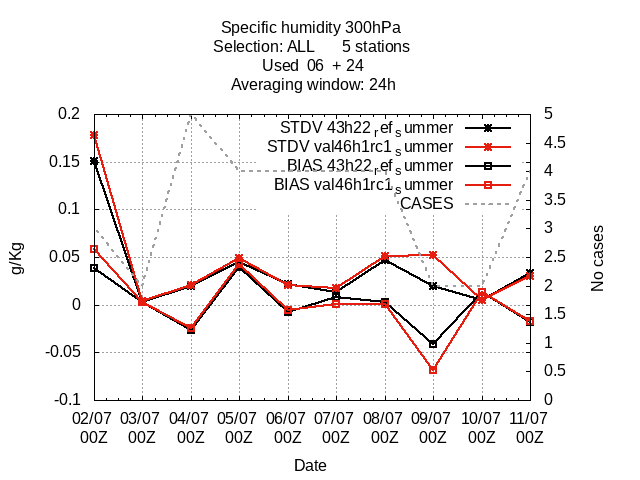 Specific humidity 300hPa
Selection: ALL 5 stations
Used 06 + 24
Averaging window: 24h
STDV 43h22refsummer
STDV val46h1rc1summer
BIAS 43h22refsummer
BIAS val46h1rc1summer
CASES
0.2
0.15
0.1
0.05
0
-0.05
-0.1
g/Kg
5
4.5
4
3.5
3
2.5
2
1.5
1
0.5
0
No cases
02/07 03/07 04/07 05/07 06/07 07/07 08/07 09/07 10/07 11/07
00Z 00Z 00Z 00Z 00Z 00Z 00Z 00Z 00Z 00Z
Date